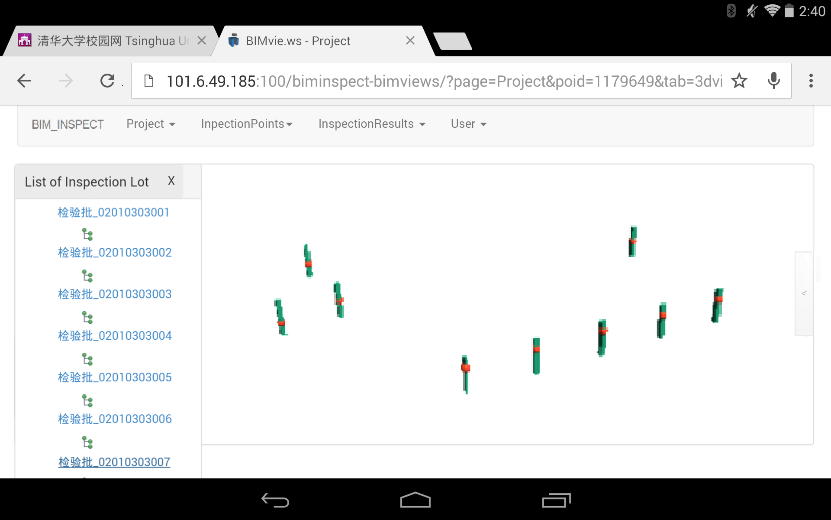 2:40
清华大学校园网 Tsinghua U
BIMvie.ws - Project
101.6.49.185:100/biminspect-bimviews/?page=Project&poid=1179649&tab=3dvi
BIM_INSPECT Project InpectionPoints InspectionResults User
List of Inspection Lot X
检验批_02010303001
检验批_02010303002
检验批_02010303003
检验批_02010303004
检验批_02010303005
检验批_02010303006
检验批_02010303007
<